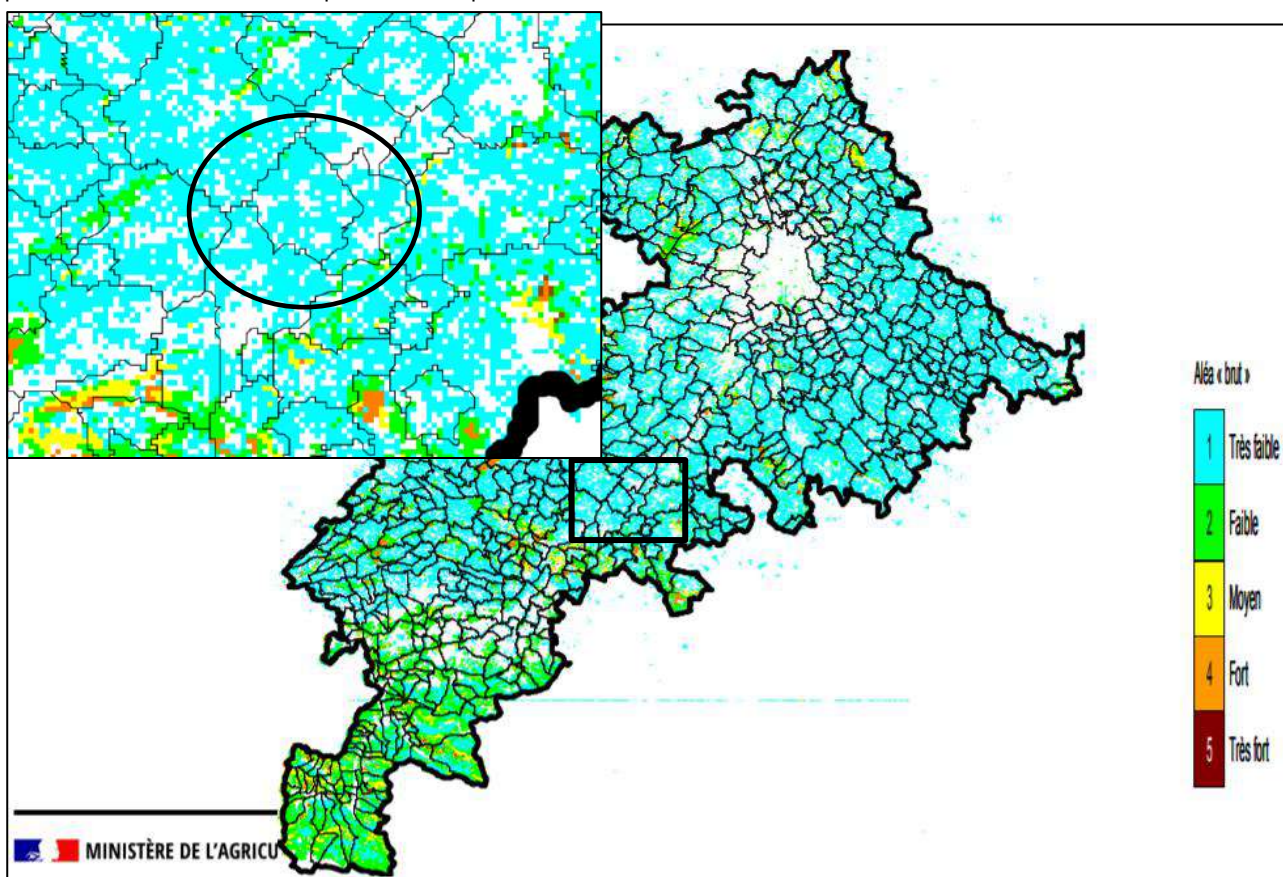 Aléa « brut »
1 Très faible
2 Faible
3 Moyen
4 Fort
5 Très fort
MINISTÈRE DE L'AGRICU